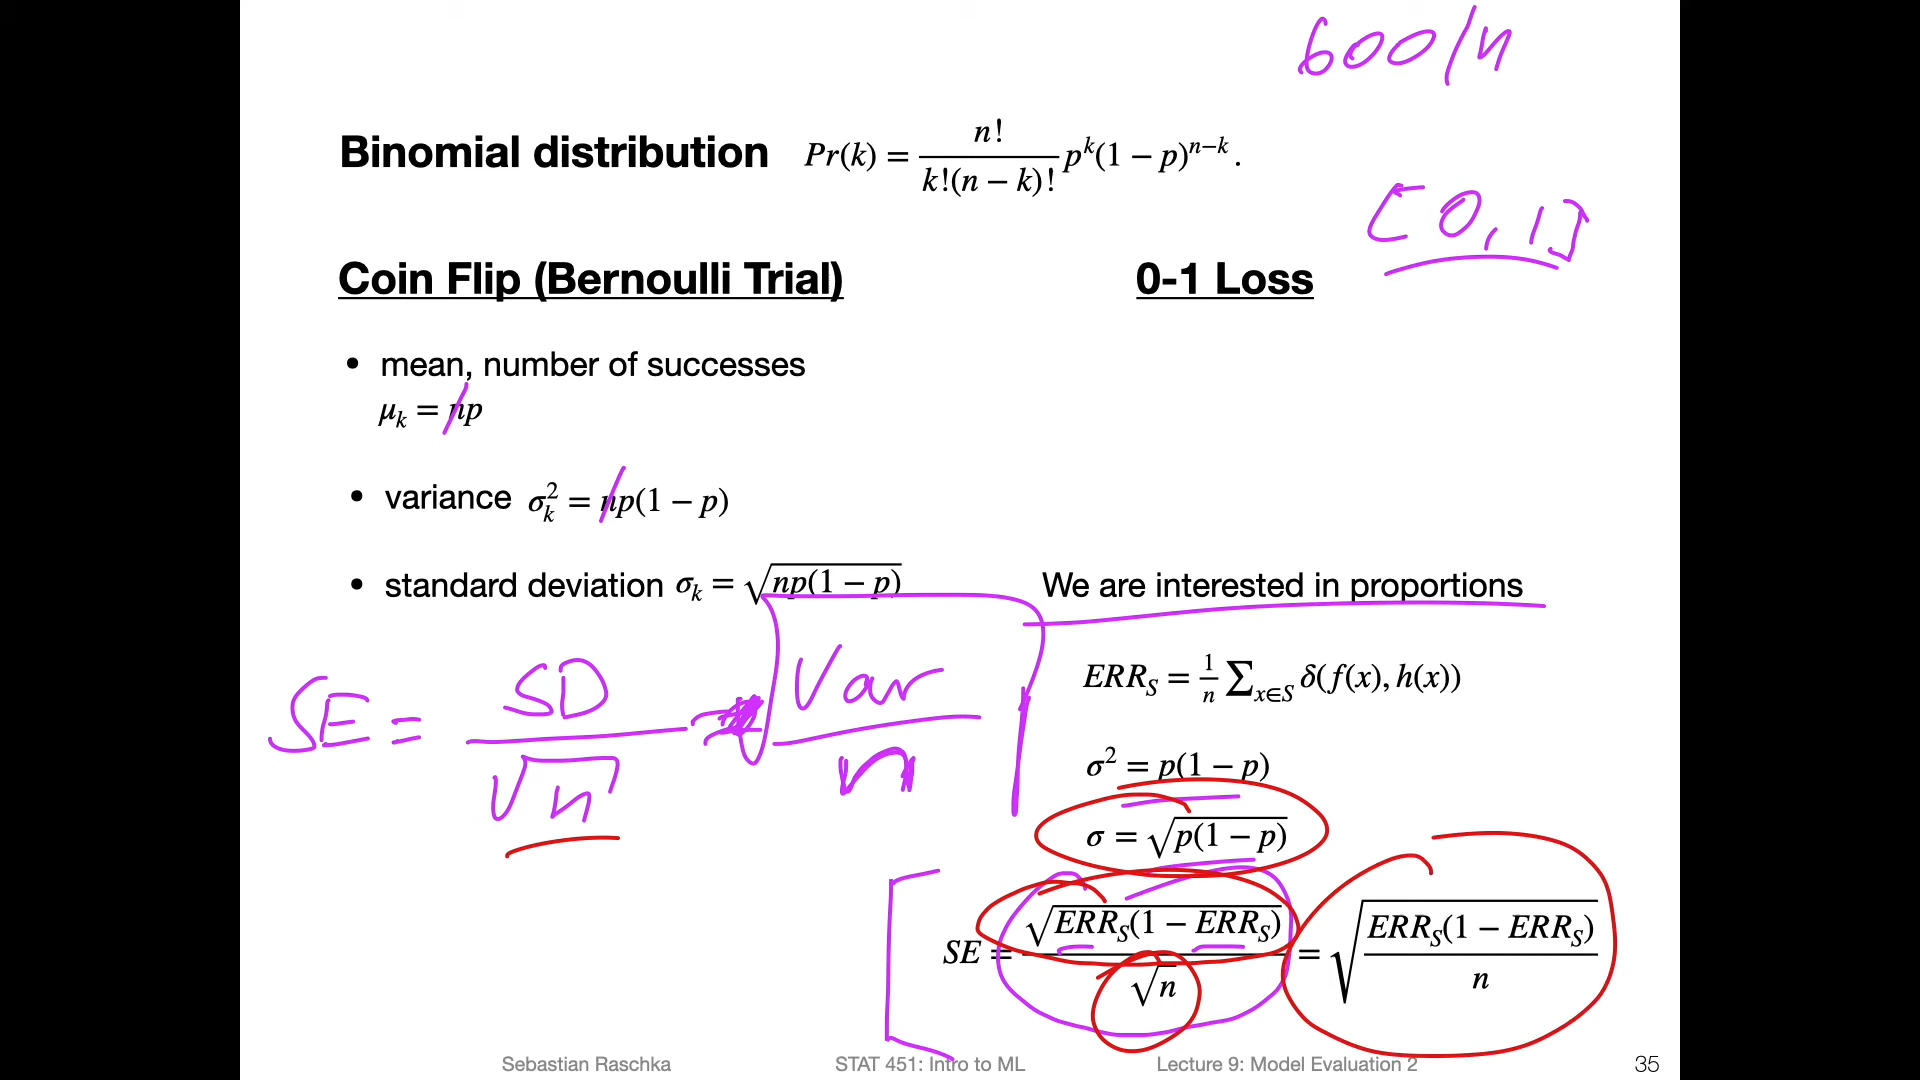 600/n
Binomial distribution Pr(k) = n! / k!(n − k)! p^k(1 − p)^{n−k} .
[0,1]
Coin Flip (Bernoulli Trial) 0-1 Loss
• mean, number of successes
μ_k = np
• variance σ_k^2 = np(1 − p)
• standard deviation σ_k = √np(1 − p) We are interested in proportions
ERR_S = 1/n ∑_{x∈S} δ(f(x), h(x))
SE = SD / √n = √Var / n
σ^2 = p(1 − p)
σ = √p(1 − p)
SE = √ERR_S(1 − ERR_S) / √n = √ERR_S(1 − ERR_S) / n
Sebastian Raschka STAT 451: Intro to ML Lecture 9: Model Evaluation 2 35